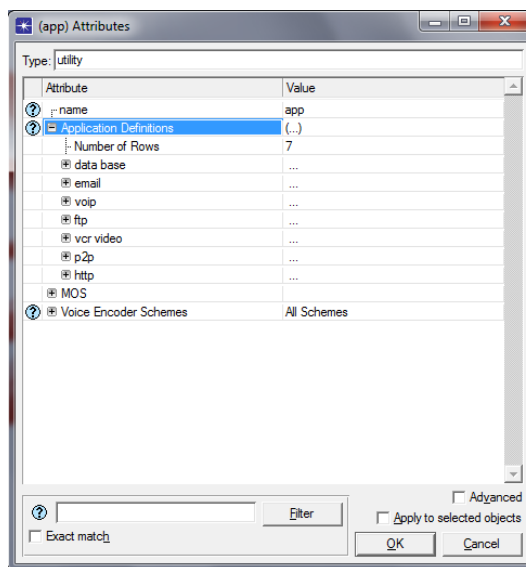 (app) Attributes
Type: utility
Attribute Value
name app
Application Definitions (...)
Number of Rows 7
data base ...
email ...
voip ...
ftp ...
vcr video ...
p2p ...
http ...
MOS
Voice Encoder Schemes All Schemes
Advanced
Filter
Apply to selected objects
Exact match
OK Cancel